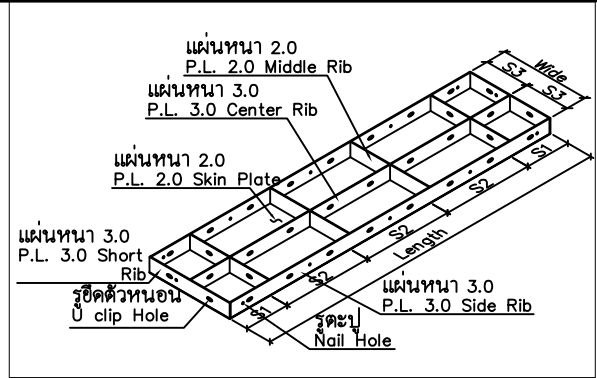 แผ่นหนา 2.0
P.L. 2.0 Middle Rib
แผ่นหนา 3.0
P.L. 3.0 Center Rib
แผ่นหนา 2.0
P.L. 2.0 Skin Plate
แผ่นหนา 3.0
P.L. 3.0 Short
Rib
รูยึดตัวหนอน
U clip Hole
แผ่นหนา 3.0
P.L. 3.0 Side Rib
รูตะปู
Nail Hole
Wide
S3
S3
S1
S2
S2
S2
S1
Length